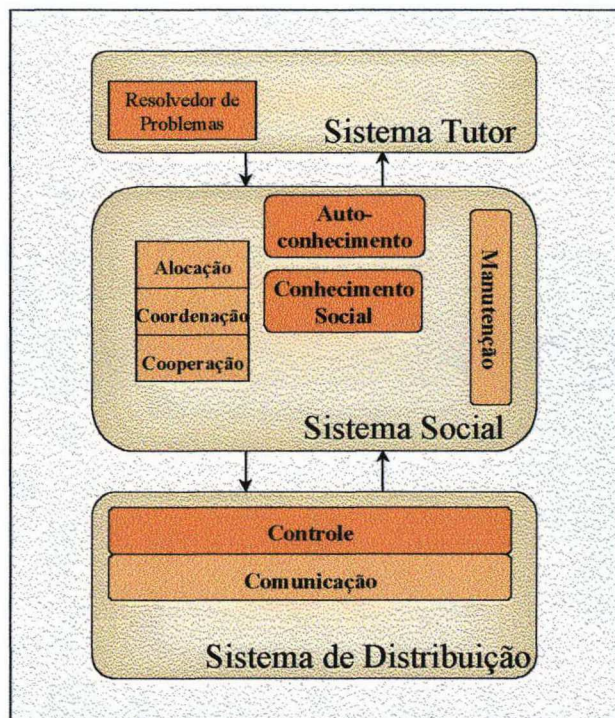 Resolvedor de
Problemas
Sistema Tutor
Auto-
conhecimento
Alocação
Coordenação
Cooperação
Conhecimento
Social
Manutenção
Sistema Social
Controle
Comunicação
Sistema de Distribuição